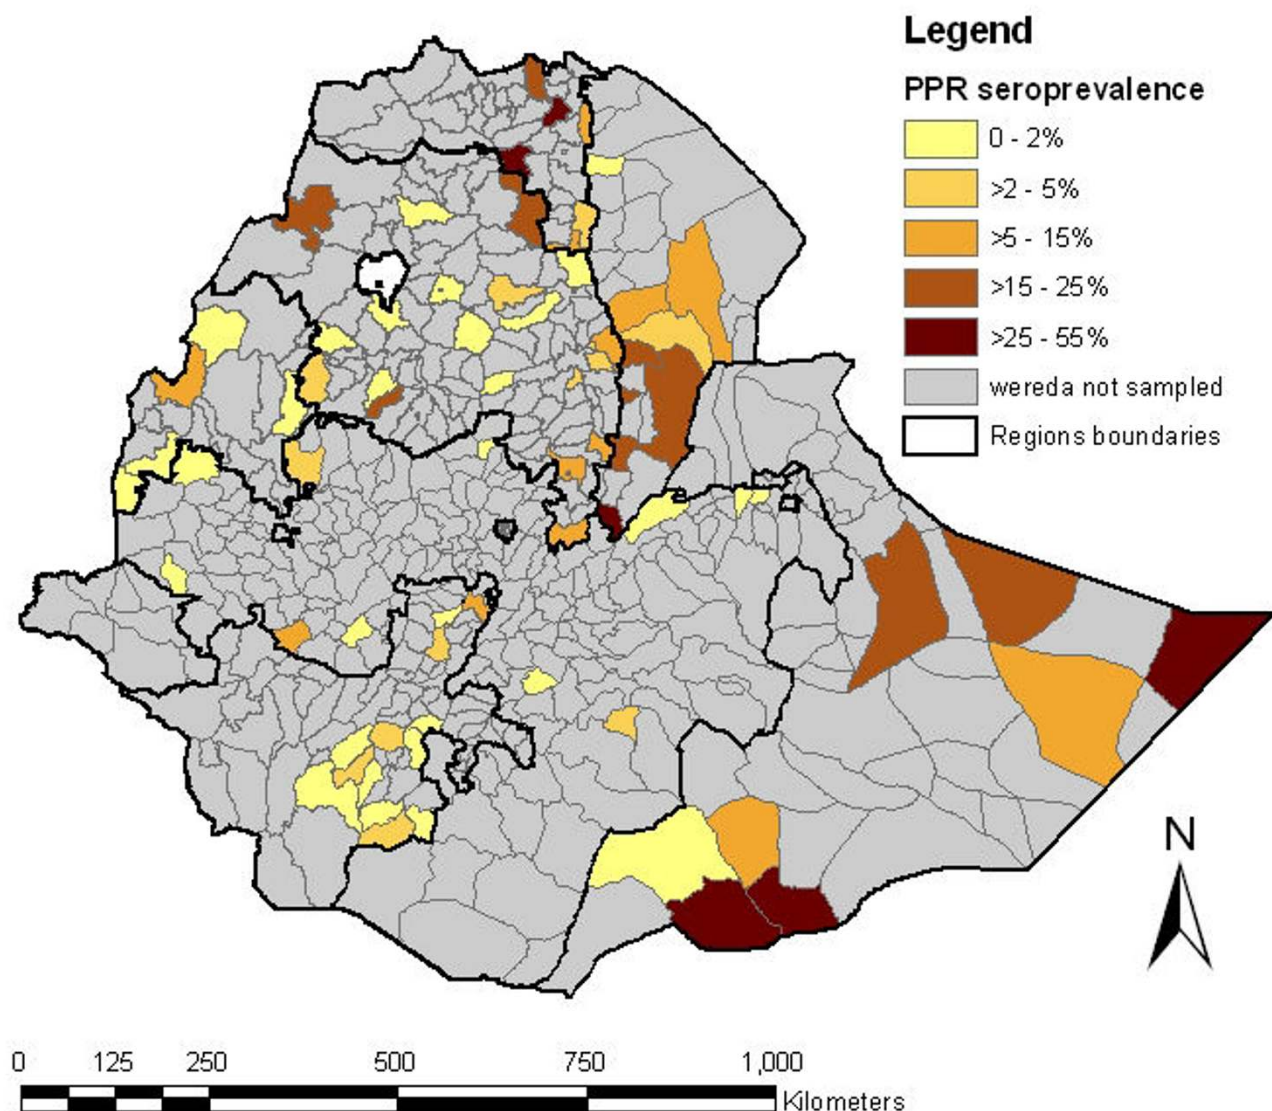 Legend
PPR seroprevalence
0 - 2%
>2 - 5%
>5 - 15%
>15 - 25%
>25 - 55%
wereda not sampled
Regions boundaries
N
0 125 250 500 750 1,000
Kilometers